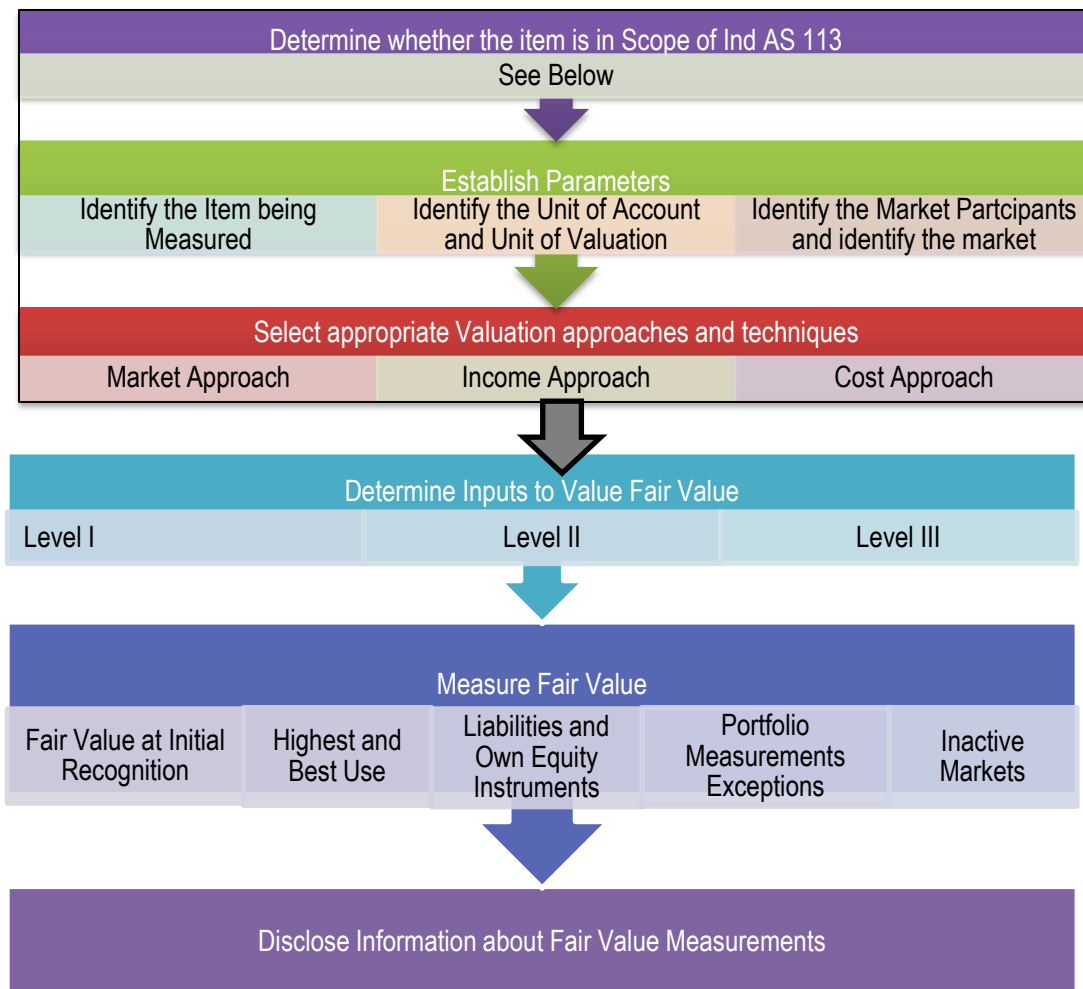 Determine whether the item is in Scope of Ind AS 113
See Below
Establish Parameters
Identify the Item being
Measured
Identify the Unit of Account
and Unit of Valuation
Identify the Market Partcipants
and identify the market
Select appropriate Valuation approaches and techniques
Market Approach
Income Approach
Cost Approach
Determine Inputs to Value Fair Value
Level I
Level II
Level III
Measure Fair Value
Fair Value at Initial
Recognition
Highest and
Best Use
Liabilities and
Own Equity
Instruments
Portfolio
Measurements
Exceptions
Inactive
Markets
Disclose Information about Fair Value Measurements